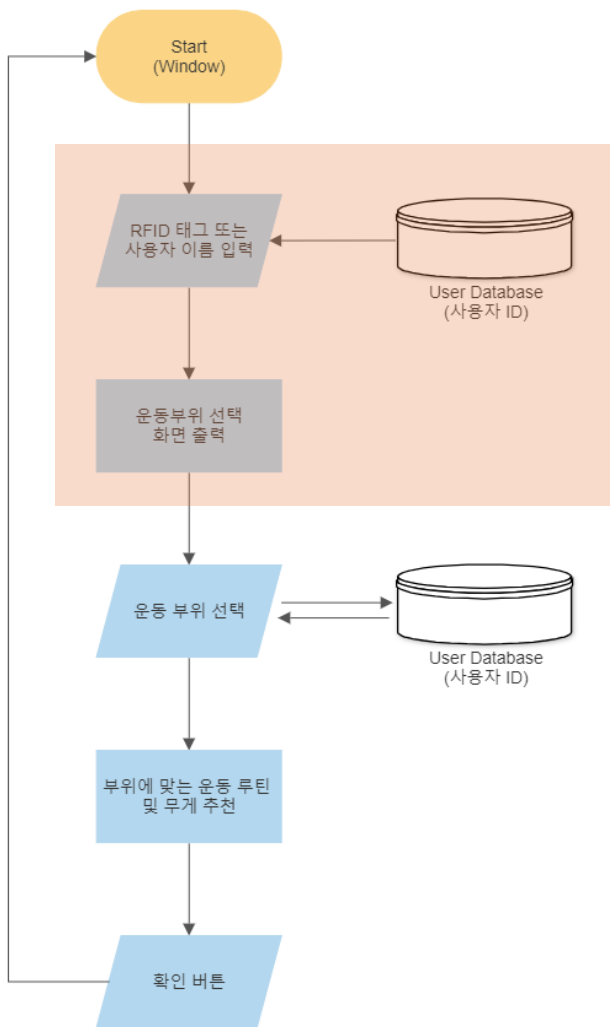 Start
(Window)
RFID 태그 또는
사용자 이름 입력
User Database
(사용자 ID)
운동부위 선택
화면 출력
운동 부위 선택
User Database
(사용자 ID)
부위에 맞는 운동 루틴
및 무게 추천
확인 버튼